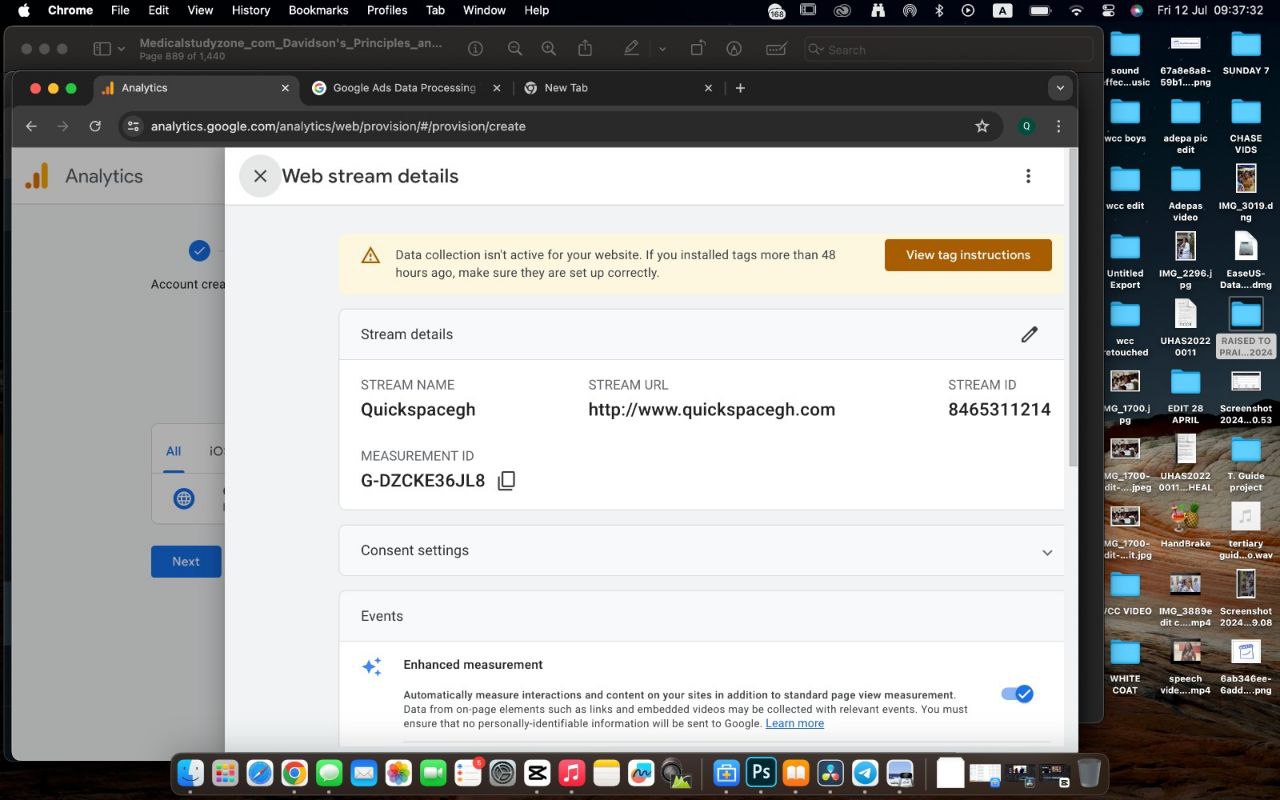 Chrome File Edit View History Bookmarks Profiles Tab Window Help
168
A
Fri 12 Jul 09:37:32
Medicalstudyzone_com_Davidson's_Principles_an...
Page 889 of 1,440
Search
Analytics
Google Ads Data Processing
New Tab
analytics.google.com/analytics/web/provision/#/provision/create
Q
Analytics
Account crea
All iO
Next
Web stream details
Data collection isn't active for your website. If you installed tags more than 48
hours ago, make sure they are set up correctly.
View tag instructions
Stream details
STREAM NAME STREAM URL STREAM ID
Quickspacegh http://www.quickspacegh.com 8465311214
MEASUREMENT ID
G-DZCKE36JL8
Consent settings
Events
Enhanced measurement
Automatically measure interactions and content on your sites in addition to standard page view measurement.
Data from on-page elements such as links and embedded videos may be collected with relevant events. You must
ensure that no personally-identifiable information will be sent to Google. Learn more
sound
effec...usic
67a8e8a8-
59b1....png
SUNDAY 7
wcc boys
adepa pic
edit
CHASE
VIDS
wcc edit
Adepas
video
IMG_3019.d
ng
Untitled
Export
IMG_2296.j
pg
EaseUS-
Data....dmg
wcc
retouched
UHAS2022
0011
RAISED TO
PRAI...2024
MG_1700.j
pg
EDIT 28
APRIL
Screenshot
2024...0.53
MG_1700-
edit-....jpeg
UHAS2022
0011...HEAL
T. Guide
project
MG_1700-
dit-...it.jpg
HandBrake
tertiary
guid...o.wav
VCC VIDEO
IMG_3889e
dit c....mp4
Screenshot
2024...9.08
WHITE
COAT
speech
vide....mp4
6ab346ee-
6add....png
5
Ps